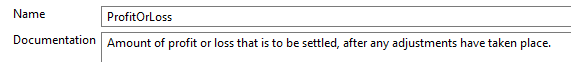 Name ProfitOrLoss
Documentation Amount of profit or loss that is to be settled, after any adjustments have taken place.